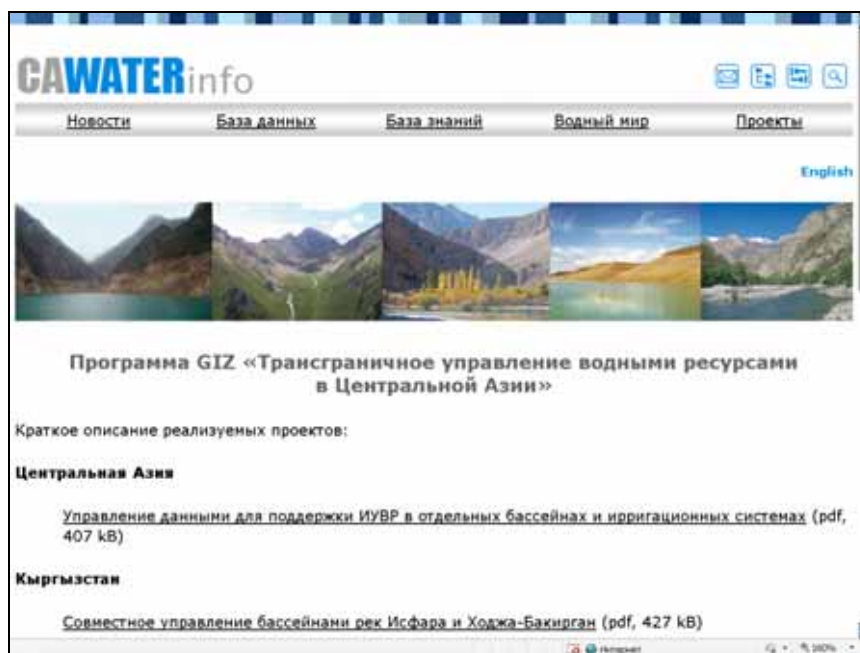 CAWATERinfo
Новости База данных База знаний Водный мир Проекты
English
Программа GIZ «Трансграничное управление водными ресурсами
в Центральной Азии»
Краткое описание реализуемых проектов:
Центральная Азия
Управление данными для поддержки ИУВР в отдельных бассейнах и ирригационных системах (pdf,
407 kB)
Кыргызстан
Совместное управление бассейнами рек Исфара и Ходжа-Бакирган (pdf, 427 kB)
Интернет 100%